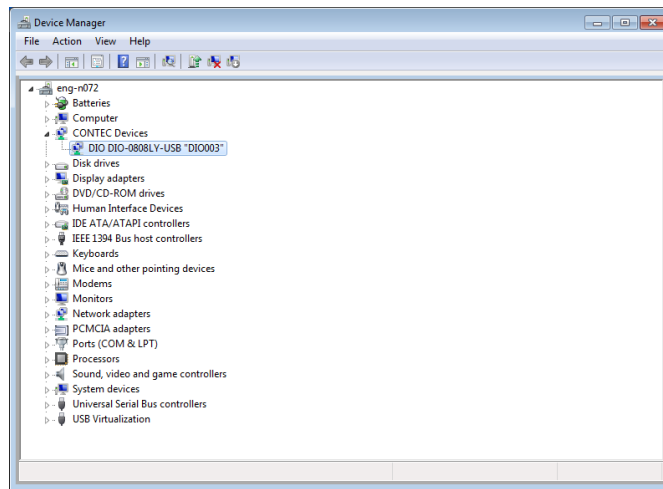 Device Manager
File Action View Help
eng-n072
Batteries
Computer
CONTEC Devices
DIO DIO-0808LY-USB "DIO003"
Disk drives
Display adapters
DVD/CD-ROM drives
Human Interface Devices
IDE ATA/ATAPI controllers
IEEE 1394 Bus host controllers
Keyboards
Mice and other pointing devices
Modems
Monitors
Network adapters
PCMCIA adapters
Ports (COM & LPT)
Processors
Sound, video and game controllers
System devices
Universal Serial Bus controllers
USB Virtualization